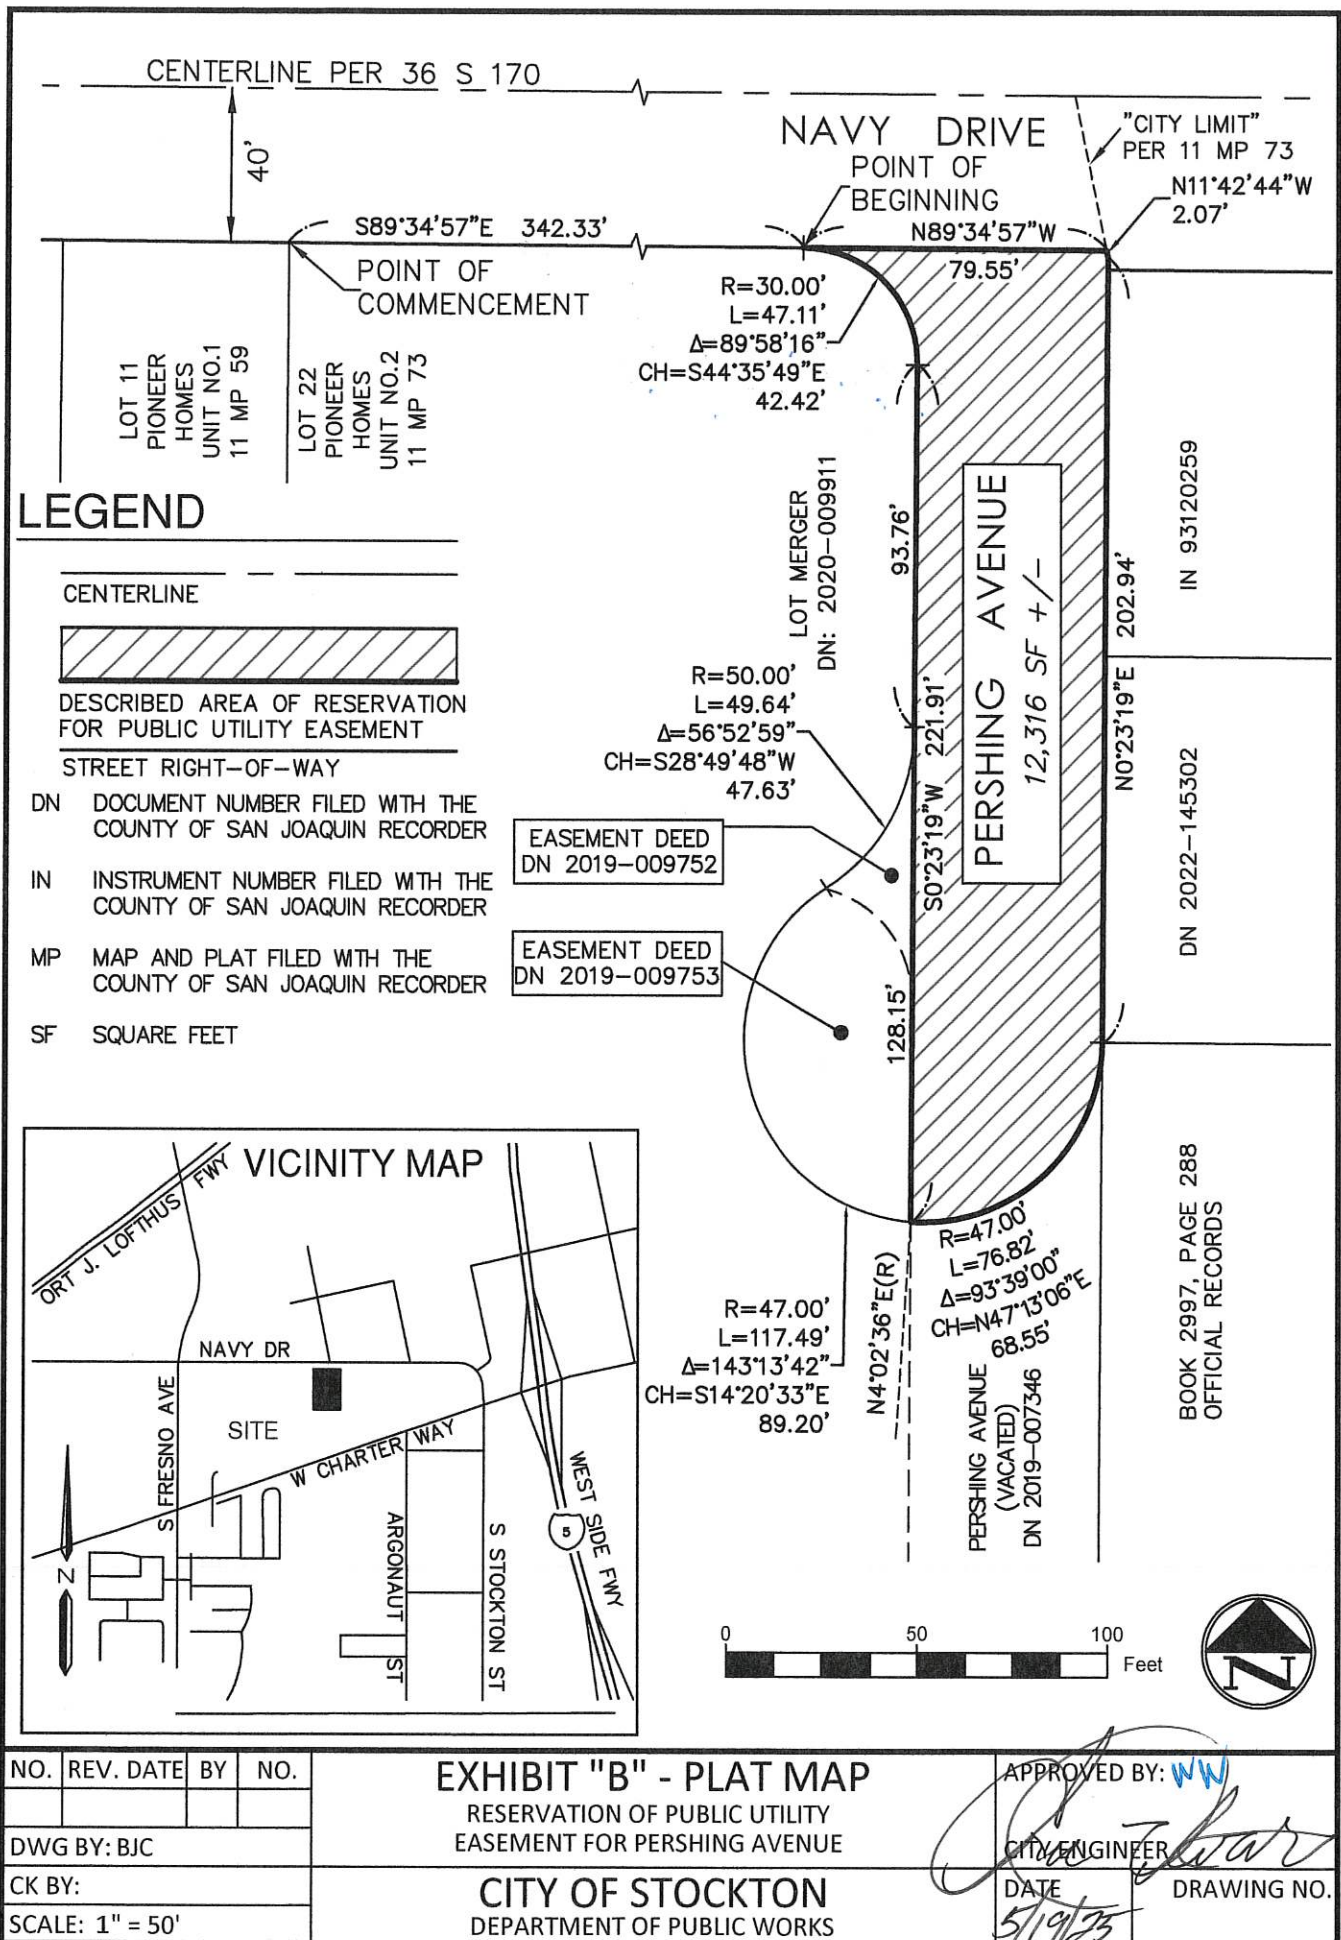 CENTERLINE PER 36 S 170
40'
NAVY DRIVE
"CITY LIMIT"
PER 11 MP 73
POINT OF
BEGINNING
N11°42'44"W
2.07'
S89°34'57"E 342.33'
N89°34'57"W
79.55'
POINT OF
COMMENCEMENT
R=30.00'
L=47.11'
Δ=89°58'16"
CH=S44°35'49"E
42.42'
LOT 11
PIONEER
HOMES
UNIT NO.1
11 MP 59
LOT 22
PIONEER
HOMES
UNIT NO.2
11 MP 73
LOT MERGER
DN: 2020-009911
93.76'
PERSHING AVENUE
12,316 SF +/-
N0°23'19"E 202.94'
IN 93120259
LEGEND
CENTERLINE
DESCRIBED AREA OF RESERVATION
FOR PUBLIC UTILITY EASEMENT
STREET RIGHT-OF-WAY
DN DOCUMENT NUMBER FILED WITH THE
COUNTY OF SAN JOAQUIN RECORDER
IN INSTRUMENT NUMBER FILED WITH THE
COUNTY OF SAN JOAQUIN RECORDER
MP MAP AND PLAT FILED WITH THE
COUNTY OF SAN JOAQUIN RECORDER
SF SQUARE FEET
R=50.00'
L=49.64'
Δ=56°52'59"
CH=S28°49'48"W
47.63'
S0°23'19"W 221.91'
EASEMENT DEED
DN 2019-009752
EASEMENT DEED
DN 2019-009753
128.15'
DN 2022-145302
R=47.00'
L=76.82'
Δ=93°39'00"
CH=N47°13'06"E
68.55'
R=47.00'
L=117.49'
Δ=143°13'42"
CH=S14°20'33"E
89.20'
N4°02'36"E(R)
PERSHING AVENUE
(VACATED)
DN 2019-007346
BOOK 2997, PAGE 288
OFFICIAL RECORDS
VICINITY MAP
ORT J. LOFTHUS FWY
NAVY DR
S FRESNO AVE
SITE
W CHARTER WAY
ARGONAUT ST
S STOCKTON ST
WEST SIDE FWY
5
N
0 50 100
Feet
N
NO. REV. DATE BY NO.
DWG BY: BJC
CK BY:
SCALE: 1" = 50'
EXHIBIT "B" - PLAT MAP
RESERVATION OF PUBLIC UTILITY
EASEMENT FOR PERSHING AVENUE
CITY OF STOCKTON
DEPARTMENT OF PUBLIC WORKS
APPROVED BY: WW
CITY ENGINEER
DATE
5/19/25
DRAWING NO.